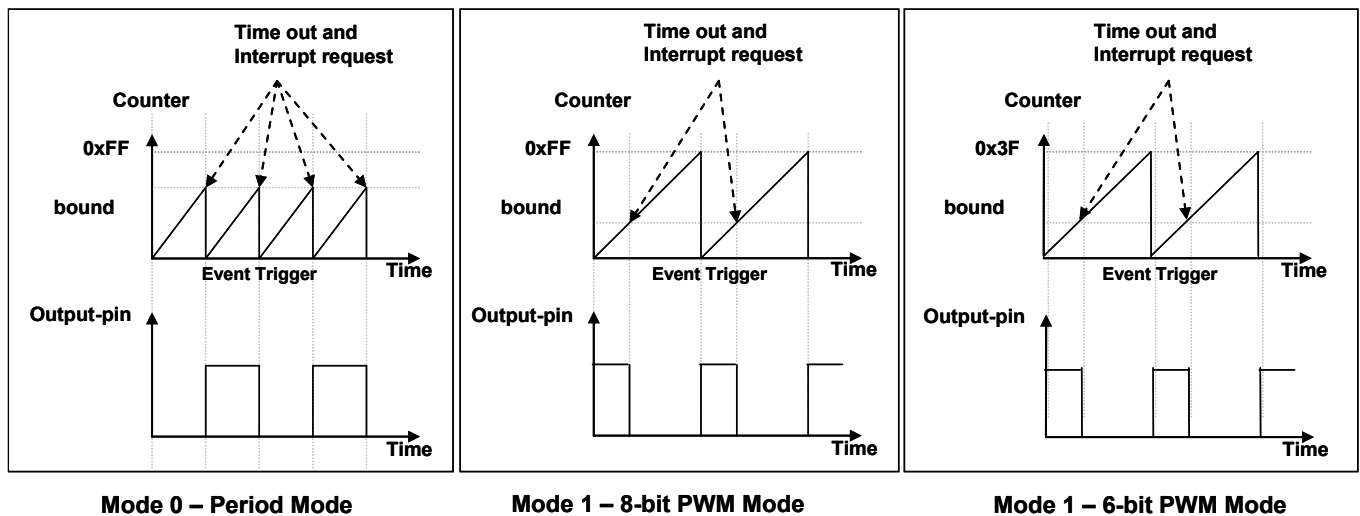 Time out and
Interrupt request
Counter
0xFF
bound
Time
Event Trigger
Output-pin
Time
Mode 0 – Period Mode
Time out and
Interrupt request
Counter
0xFF
bound
Time
Event Trigger
Output-pin
Time
Mode 1 – 8-bit PWM Mode
Time out and
Interrupt request
Counter
0x3F
bound
Time
Event Trigger
Output-pin
Time
Mode 1 – 6-bit PWM Mode